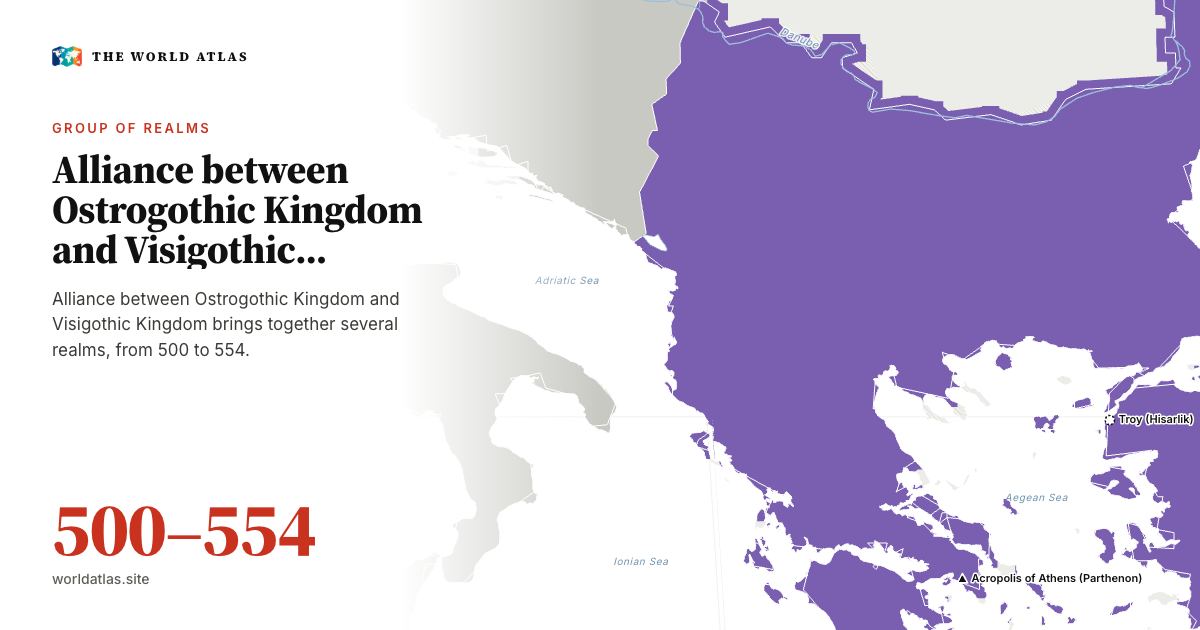 THE WORLD ATLAS
GROUP OF REALMS
Alliance between
Ostrogothic Kingdom
and Visigothic...
Alliance between Ostrogothic Kingdom and
Visigothic Kingdom brings together several
realms, from 500 to 554.
500–554
worldatlas.site
Danube
Adriatic Sea
Troy (Hisarlik)
Aegean Sea
Ionian Sea
Acropolis of Athens (Parthenon)